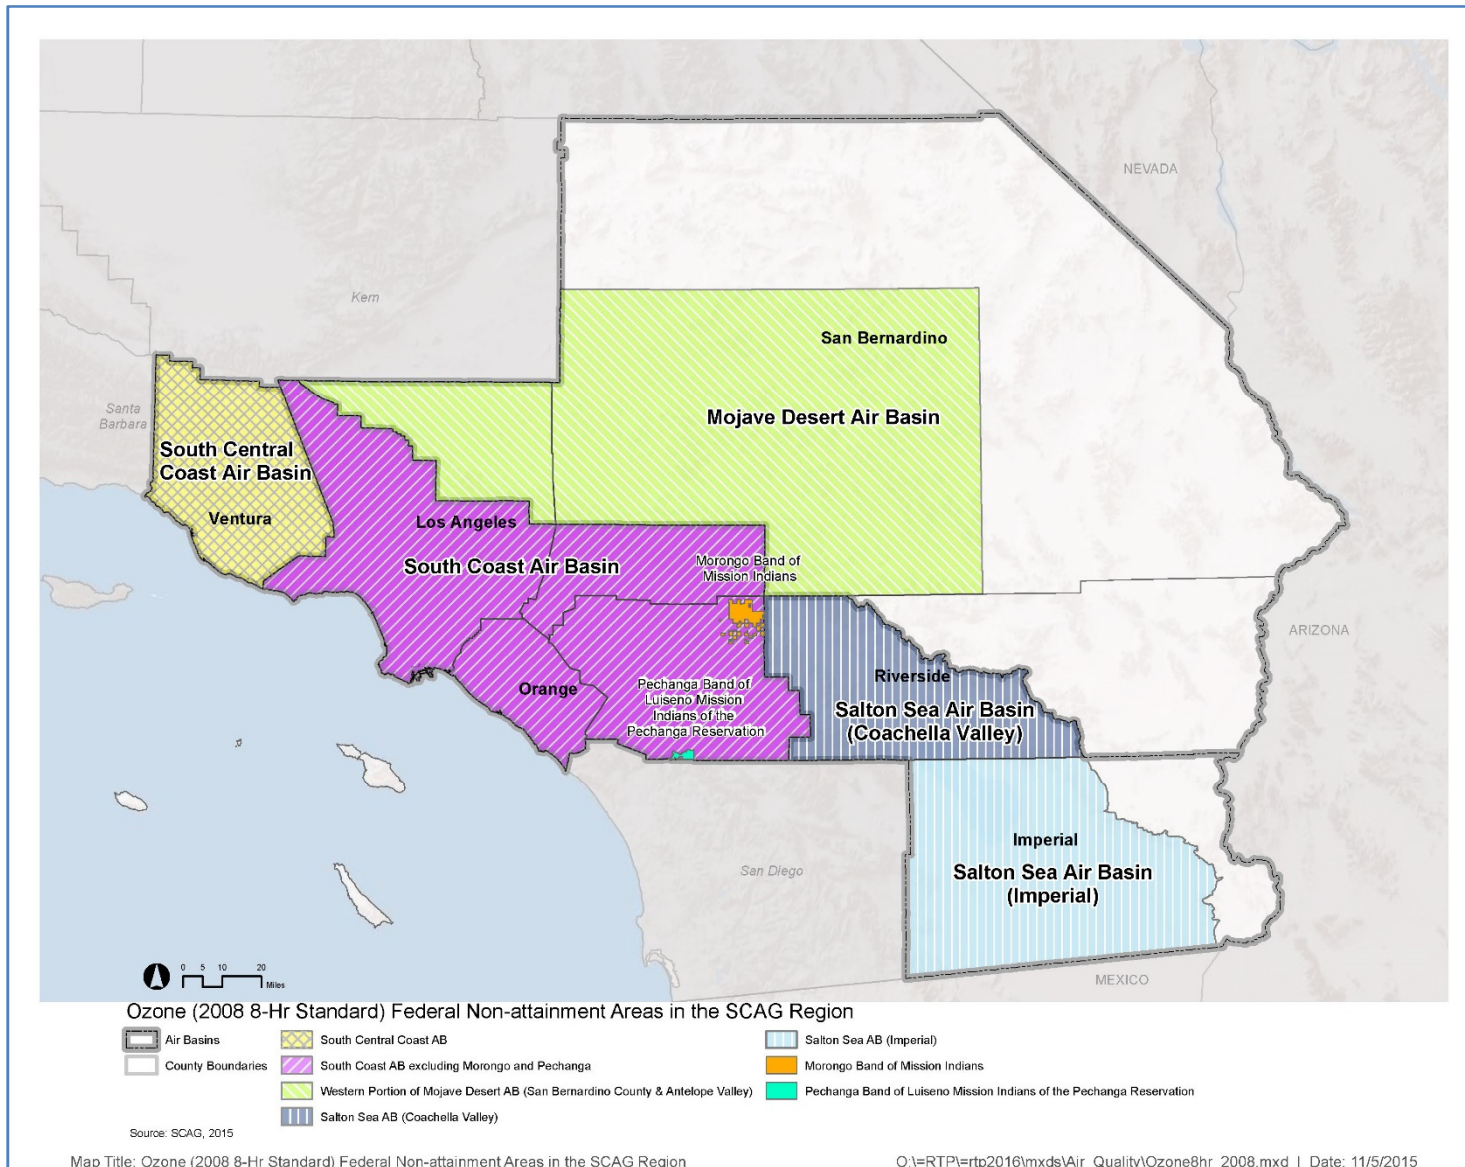 NEVADA
Kern
San Bernardino
Santa
Barbara
Mojave Desert Air Basin
South Central
Coast Air Basin
Ventura
Los Angeles
South Coast Air Basin
Morongo Band of
Mission Indians
ARIZONA
Riverside
Orange
Pechanga Band of
Luiseno Mission
Indians of the
Pechanga Reservation
Salton Sea Air Basin
(Coachella Valley)
Imperial
San Diego
Salton Sea Air Basin
(Imperial)
0 5 10 20
Miles
MEXICO
Ozone (2008 8-Hr Standard) Federal Non-attainment Areas in the SCAG Region
Air Basins
County Boundaries
South Central Coast AB
South Coast AB excluding Morongo and Pechanga
Western Portion of Mojave Desert AB (San Bernardino County & Antelope Valley)
Salton Sea AB (Coachella Valley)
Salton Sea AB (Imperial)
Morongo Band of Mission Indians
Pechanga Band of Luiseno Mission Indians of the Pechanga Reservation
Source: SCAG, 2015
Map Title: Ozone (2008 8-Hr Standard) Federal Non-attainment Areas in the SCAG Region
O:\=RTP\=rtp2016\mxds\Air_Quality\Ozone8hr_2008.mxd | Date: 11/5/2015